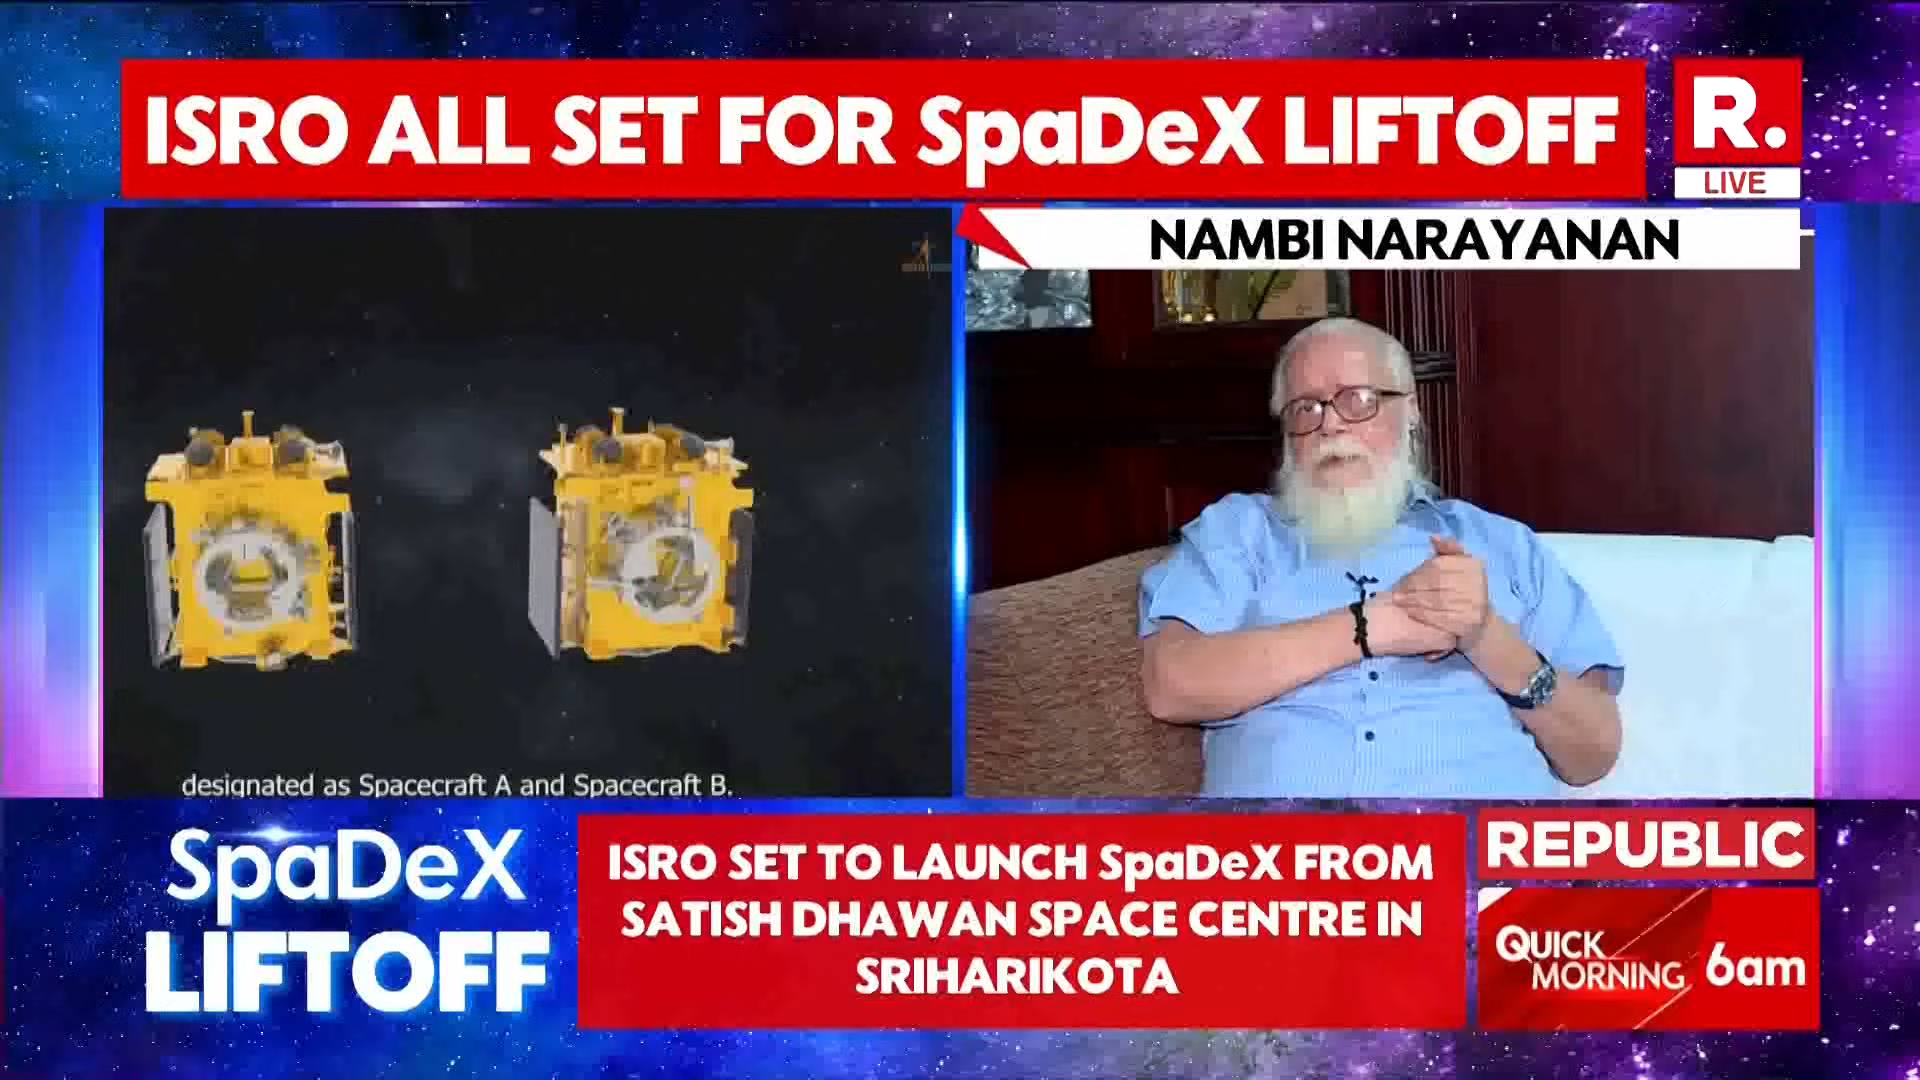 ISRO ALL SET FOR SpaDeX LIFTOFF
R.
LIVE
NAMBI NARAYANAN
designated as Spacecraft A and Spacecraft B.
SpaDeX
LIFTOFF
ISRO SET TO LAUNCH SpaDeX FROM
SATISH DHAWAN SPACE CENTRE IN
SRIHARIKOTA
REPUBLIC
QUICK
MORNING
6am